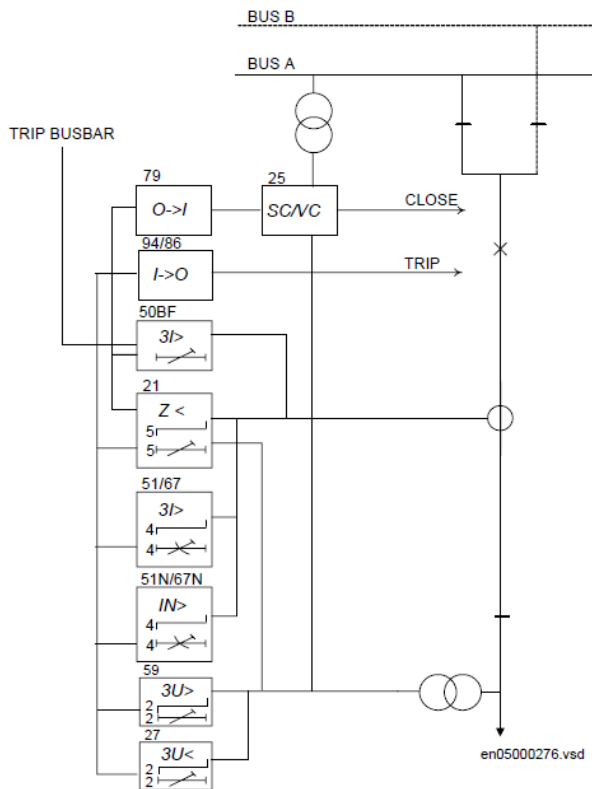 BUS B
BUS A
TRIP BUSBAR
79
O->I
25
SC/VC
CLOSE
94/86
I->O
TRIP
50BF
3I>
21
Z <
5
5
51/67
3I>
4
4
51N/67N
IN>
4
4
59
3U>
2
2
27
3U<
2
2
en05000276.vsd